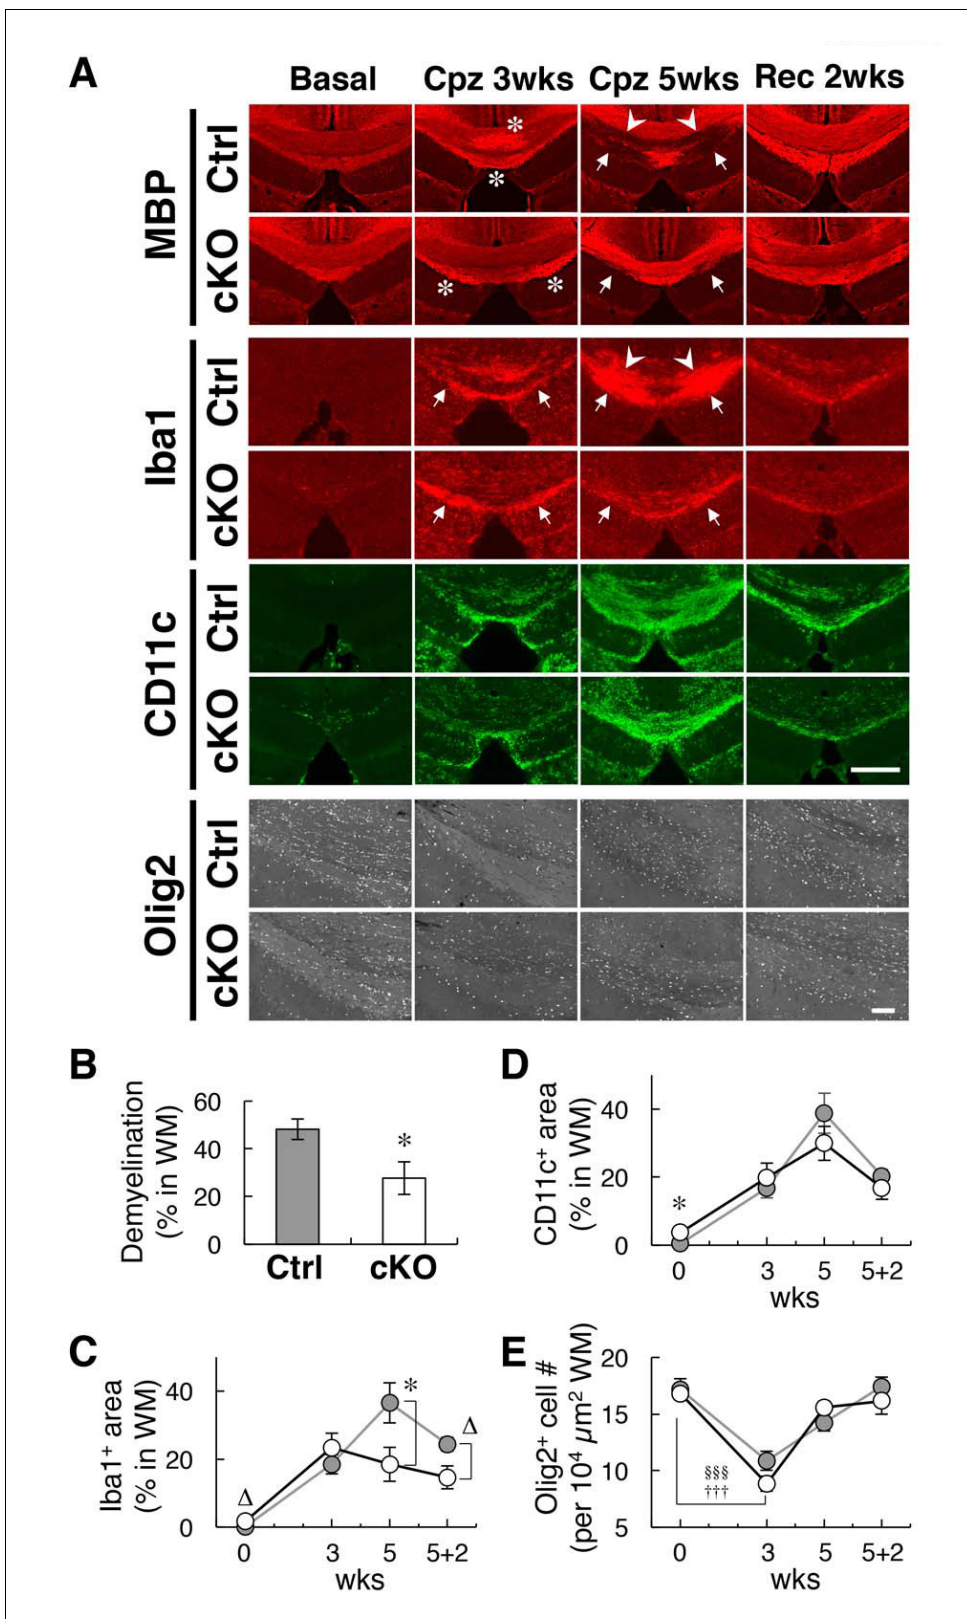 A
Basal Cpz 3wks Cpz 5wks Rec 2wks
MBP
Ctrl
*
*
cKO
* *
Iba1
Ctrl
cKO
CD11c
Ctrl
cKO
Olig2
Ctrl
cKO
B
Demyelination
(% in WM)
60
40
20
0
*
Ctrl cKO
D
CD11c⁺ area
(% in WM)
40
20
0
*
0 3 5 5+2
wks
C
Iba1⁺ area
(% in WM)
40
20
0
Δ
*
Δ
0 3 5 5+2
wks
E
Olig2⁺ cell #
(per 10⁴ µm² WM)
20
15
10
5
§§§
†††
0 3 5 5+2
wks